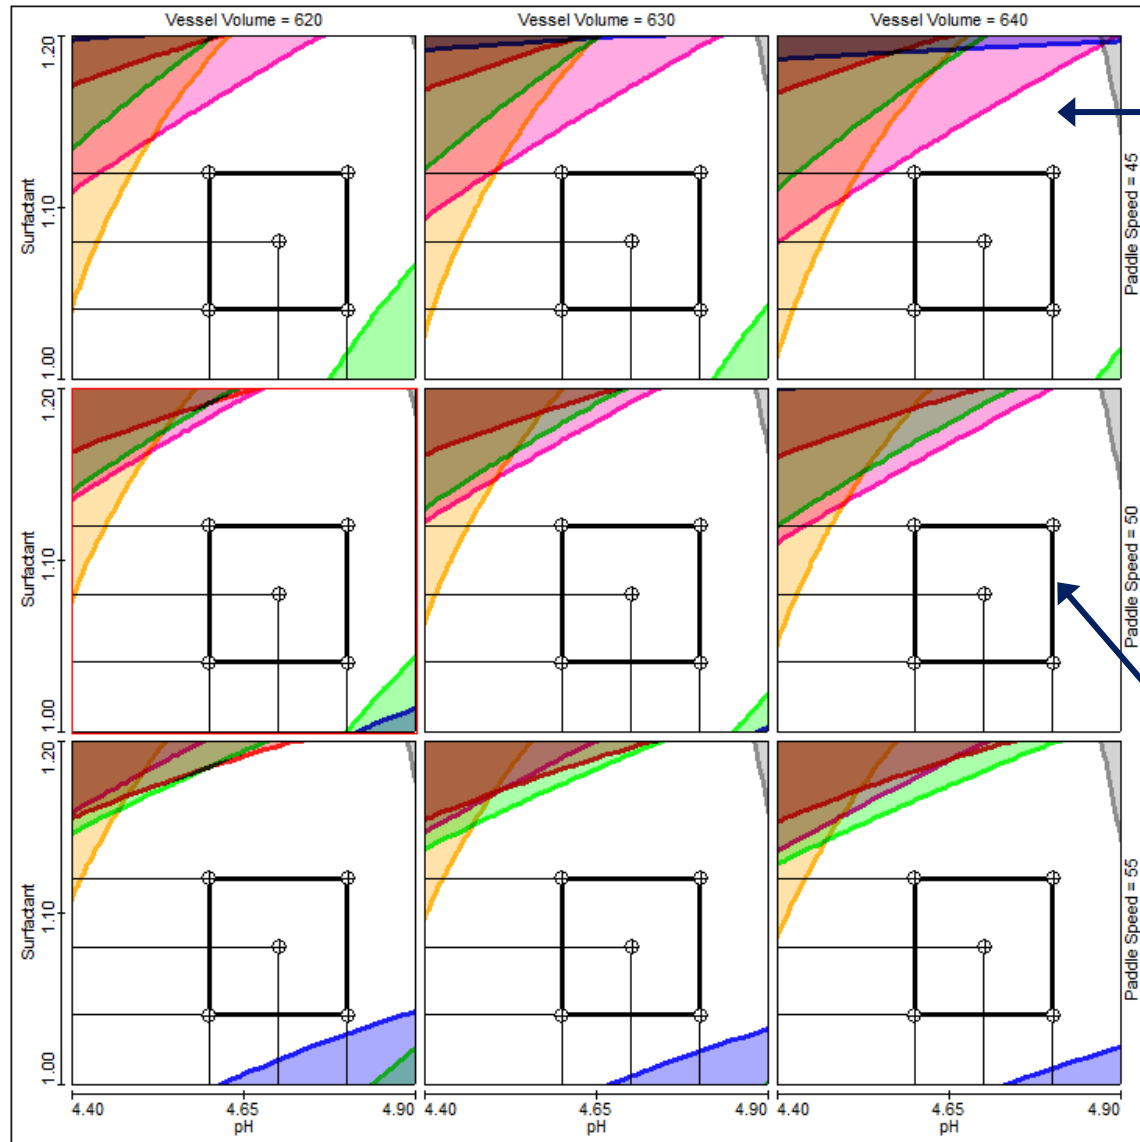 Vessel Volume = 620
Vessel Volume = 630
Vessel Volume = 640
1.20
1.10
1.00
Surfactant
Paddle Speed = 45
1.20
1.10
1.00
Surfactant
Paddle Speed = 50
1.20
1.10
1.00
Surfactant
Paddle Speed = 55
4.40 4.65 4.90 4.40 4.65 4.90 4.40 4.65 4.90
pH pH pH